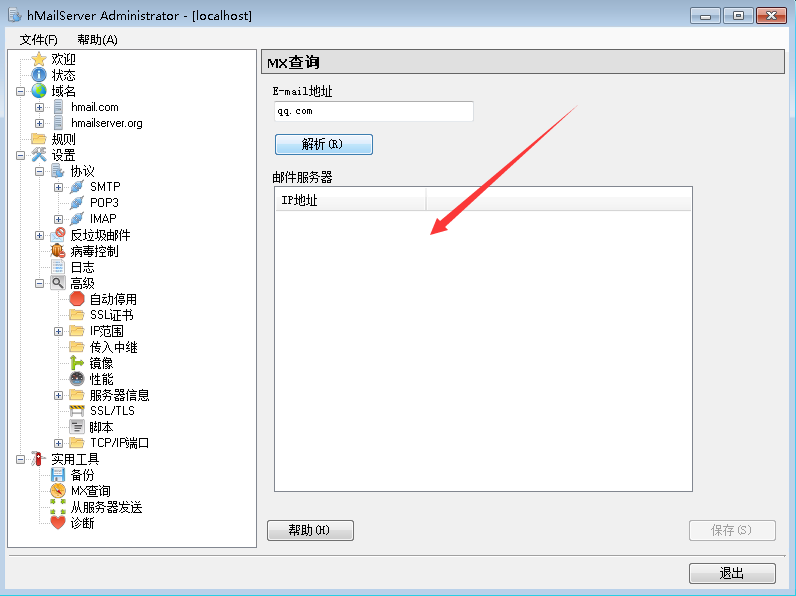 hMailServer Administrator - [localhost]
文件(F) 帮助(A)
欢迎
状态
域名
hmail.com
hmailserver.org
规则
设置
协议
SMTP
POP3
IMAP
反垃圾邮件
病毒控制
日志
高级
自动停用
SSL证书
IP范围
传入中继
镜像
性能
服务器信息
SSL/TLS
脚本
TCP/IP端口
实用工具
备份
MX查询
从服务器发送
诊断
MX查询
E-mail地址
qq.com
解析(R)
邮件服务器
IP地址
帮助(H)
保存(S)
退出